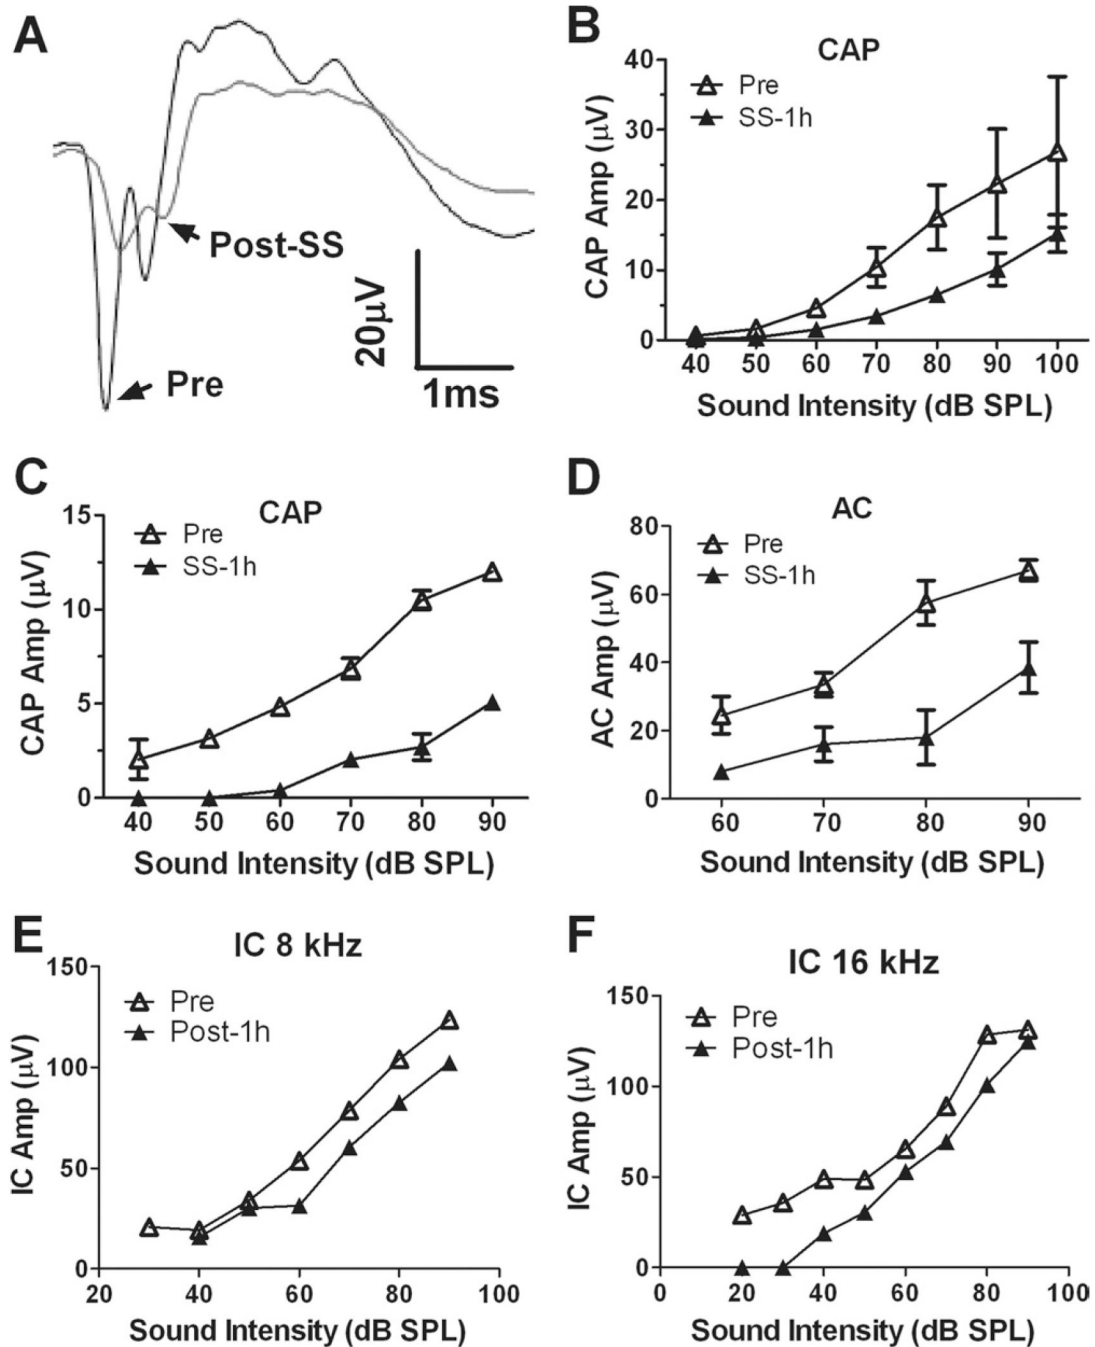 A
Post-SS
Pre
20μV
1ms
B
CAP
Pre
SS-1h
CAP Amp (μV)
40
30
20
10
0
40 50 60 70 80 90 100
Sound Intensity (dB SPL)
C
CAP
Pre
SS-1h
CAP Amp (μV)
15
10
5
0
40 50 60 70 80 90
Sound Intensity (dB SPL)
D
AC
Pre
SS-1h
AC Amp (μV)
80
60
40
20
0
60 70 80 90
Sound Intensity (dB SPL)
E
IC 8 kHz
Pre
Post-1h
IC Amp (μV)
150
100
50
0
20 40 60 80 100
Sound Intensity (dB SPL)
F
IC 16 kHz
Pre
Post-1h
IC Amp (μV)
150
100
50
0
0 20 40 60 80 100
Sound Intensity (dB SPL)